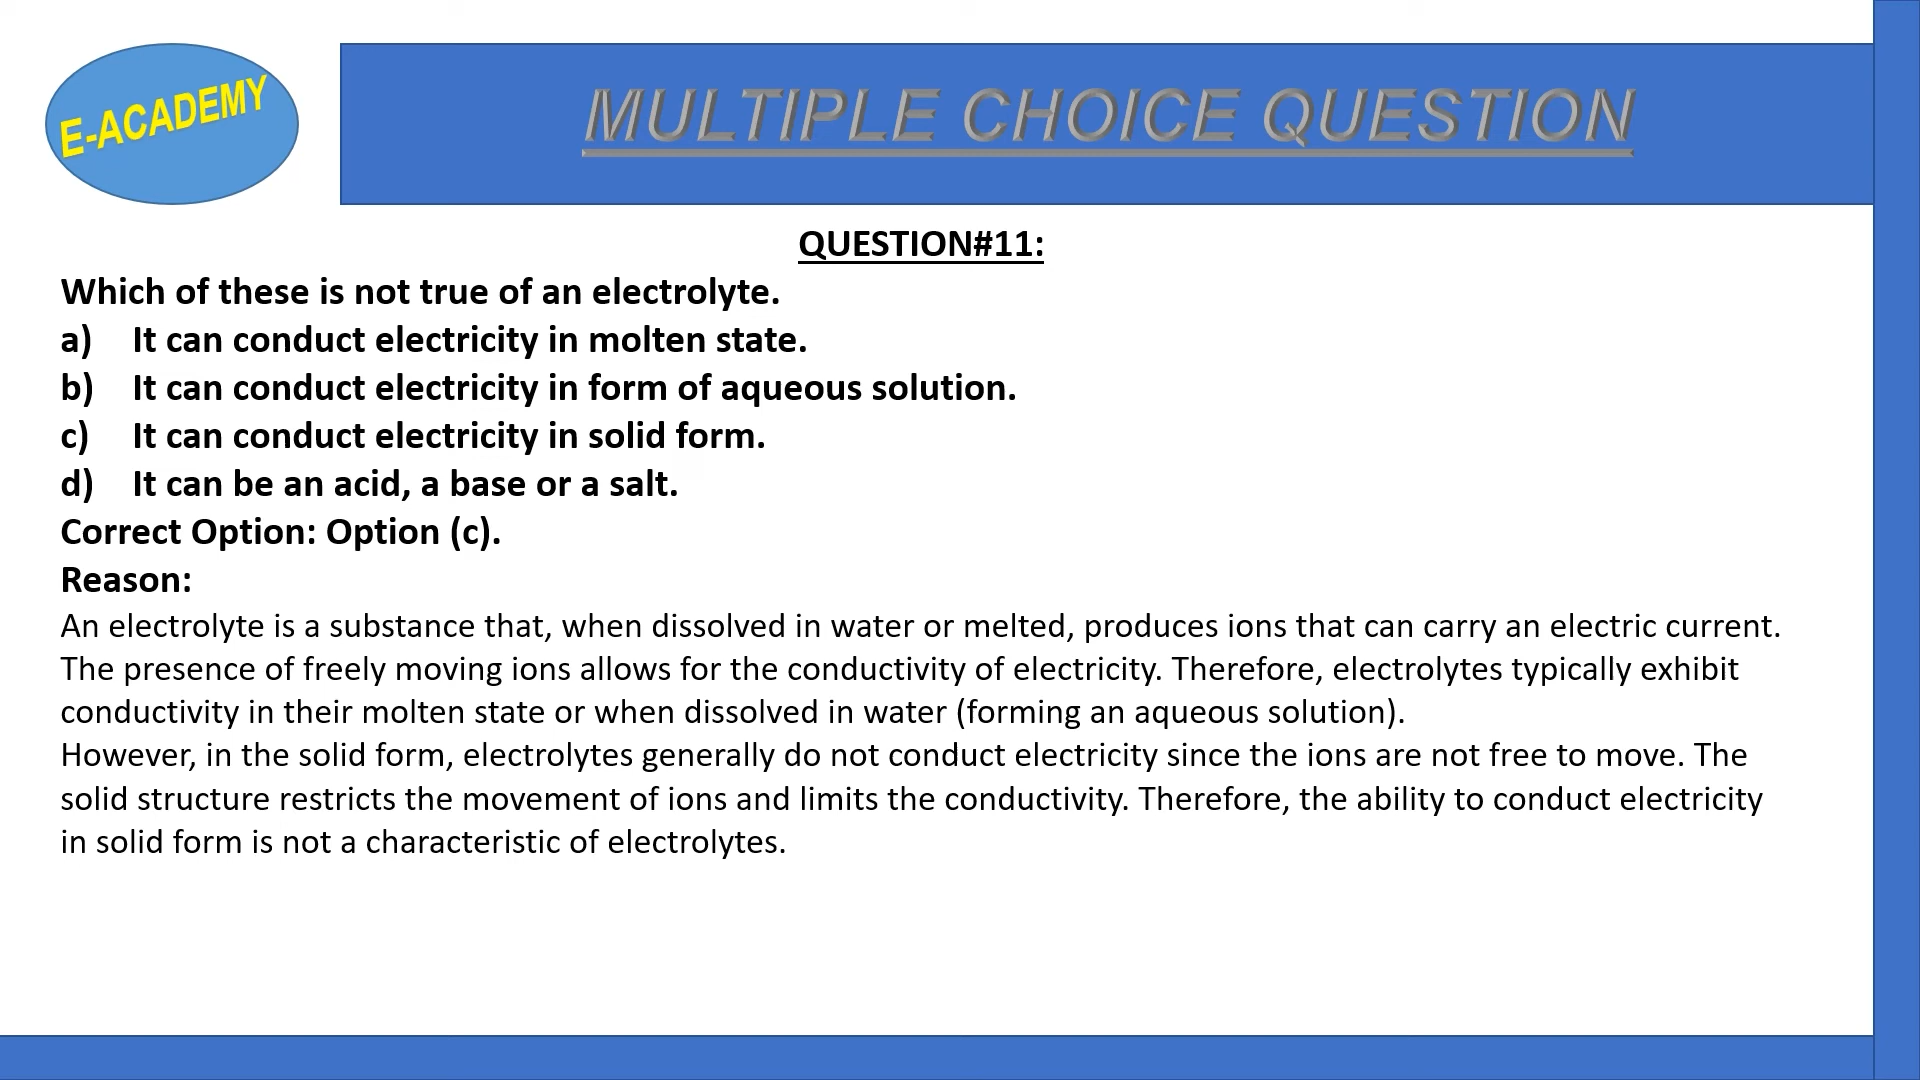 E-ACADEMY
MULTIPLE CHOICE QUESTION
QUESTION#11:
Which of these is not true of an electrolyte.
a) It can conduct electricity in molten state.
b) It can conduct electricity in form of aqueous solution.
c) It can conduct electricity in solid form.
d) It can be an acid, a base or a salt.
Correct Option: Option (c).
Reason:
An electrolyte is a substance that, when dissolved in water or melted, produces ions that can carry an electric current.
The presence of freely moving ions allows for the conductivity of electricity. Therefore, electrolytes typically exhibit
conductivity in their molten state or when dissolved in water (forming an aqueous solution).
However, in the solid form, electrolytes generally do not conduct electricity since the ions are not free to move. The
solid structure restricts the movement of ions and limits the conductivity. Therefore, the ability to conduct electricity
in solid form is not a characteristic of electrolytes.